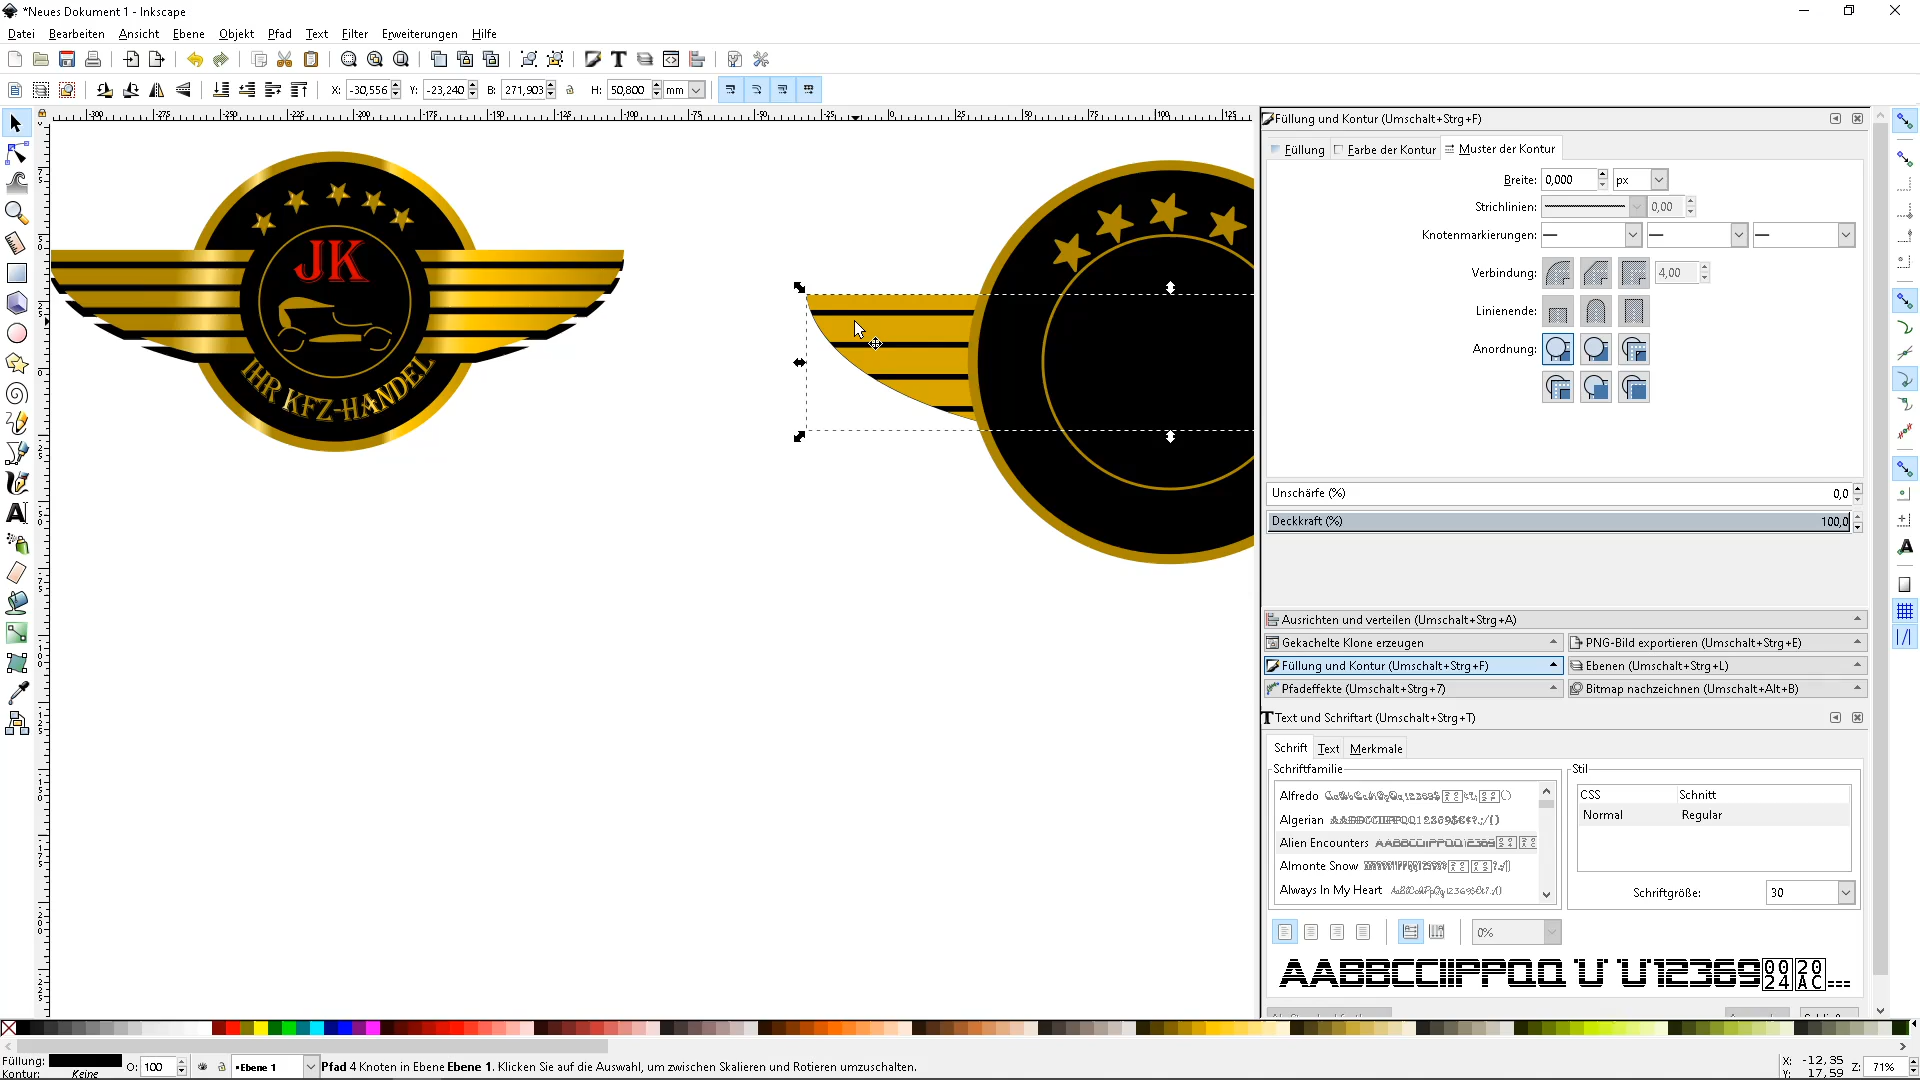 *Neues Dokument 1 - Inkscape
Datei Bearbeiten Ansicht Ebene Objekt Pfad Text Filter Erweiterungen Hilfe
X: -30,556 Y: -23,240 B: 271,903 H: 50,800 mm
Füllung und Kontur (Umschalt+Strg+F)
Füllung Farbe der Kontur Muster der Kontur
Breite: 0,000 px
Strichlinien: 0,00
Knotenmarkierungen:
Verbindung: 4,00
Linienende:
Anordnung:
Unschärfe (%) 0,0
Deckkraft (%) 100,0
JK
IHR KFZ-HANDEL
Ausrichten und verteilen (Umschalt+Strg+A)
Gekachelte Klone erzeugen PNG-Bild exportieren (Umschalt+Strg+E)
Füllung und Kontur (Umschalt+Strg+F) Ebenen (Umschalt+Strg+L)
Pfadeffekte (Umschalt+Strg+7) Bitmap nachzeichnen (Umschalt+Alt+B)
Text und Schriftart (Umschalt+Strg+T)
Schrift Text Merkmale
Schriftfamilie
Alfredo
Algerian AABBCCIIPPQQ12369$€¢?.;/()
Alien Encounters AABBCCIIPPQQ12369
Almonte Snow
Always In My Heart
Stil
CSS Schnitt
Normal Regular
Schriftgröße: 30
0%
AABBCCIIPPQQ U U12369 0024 20AC
Füllung:
Kontur: Keine
O: 100
•Ebene 1
Pfad 4 Knoten in Ebene Ebene 1. Klicken Sie auf die Auswahl, um zwischen Skalieren und Rotieren umzuschalten.
X: -12,35
Y: 17,59
Z: 71%